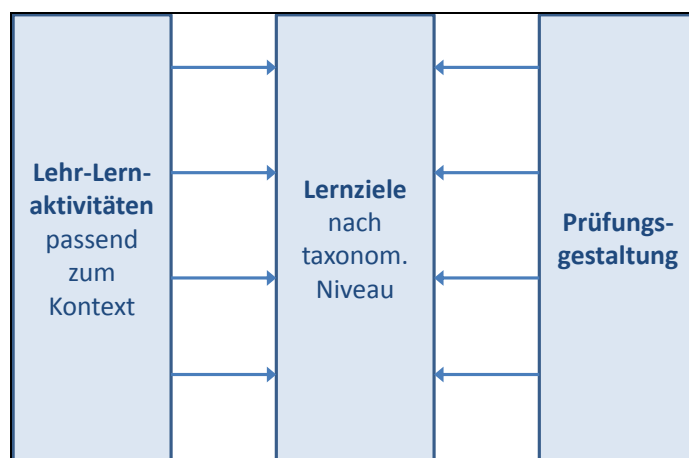 Lehr-Lern-
aktivitäten
passend
zum
Kontext
Lernziele
nach
taxonom.
Niveau
Prüfungs-
gestaltung